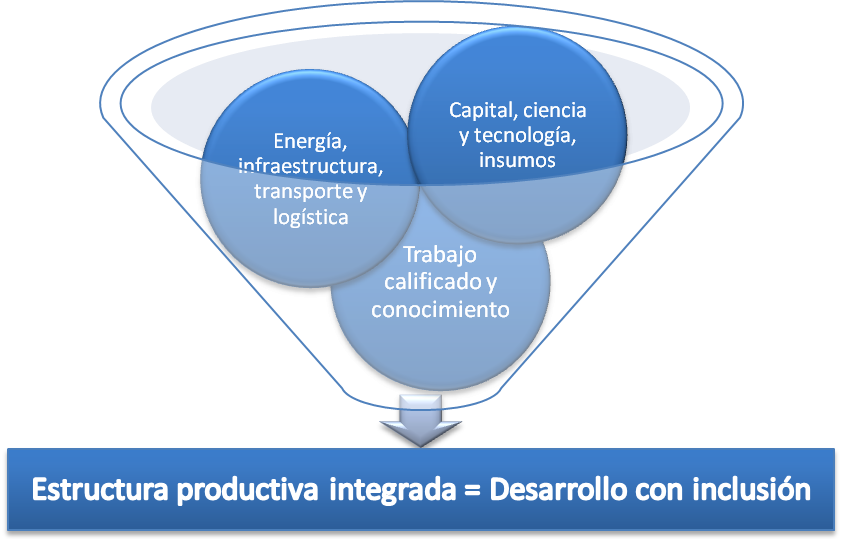 Energía,
infraestructura,
transporte y
logística
Capital, ciencia
y tecnología,
insumos
Trabajo
calificado y
conocimiento
Estructura productiva integrada = Desarrollo con inclusión